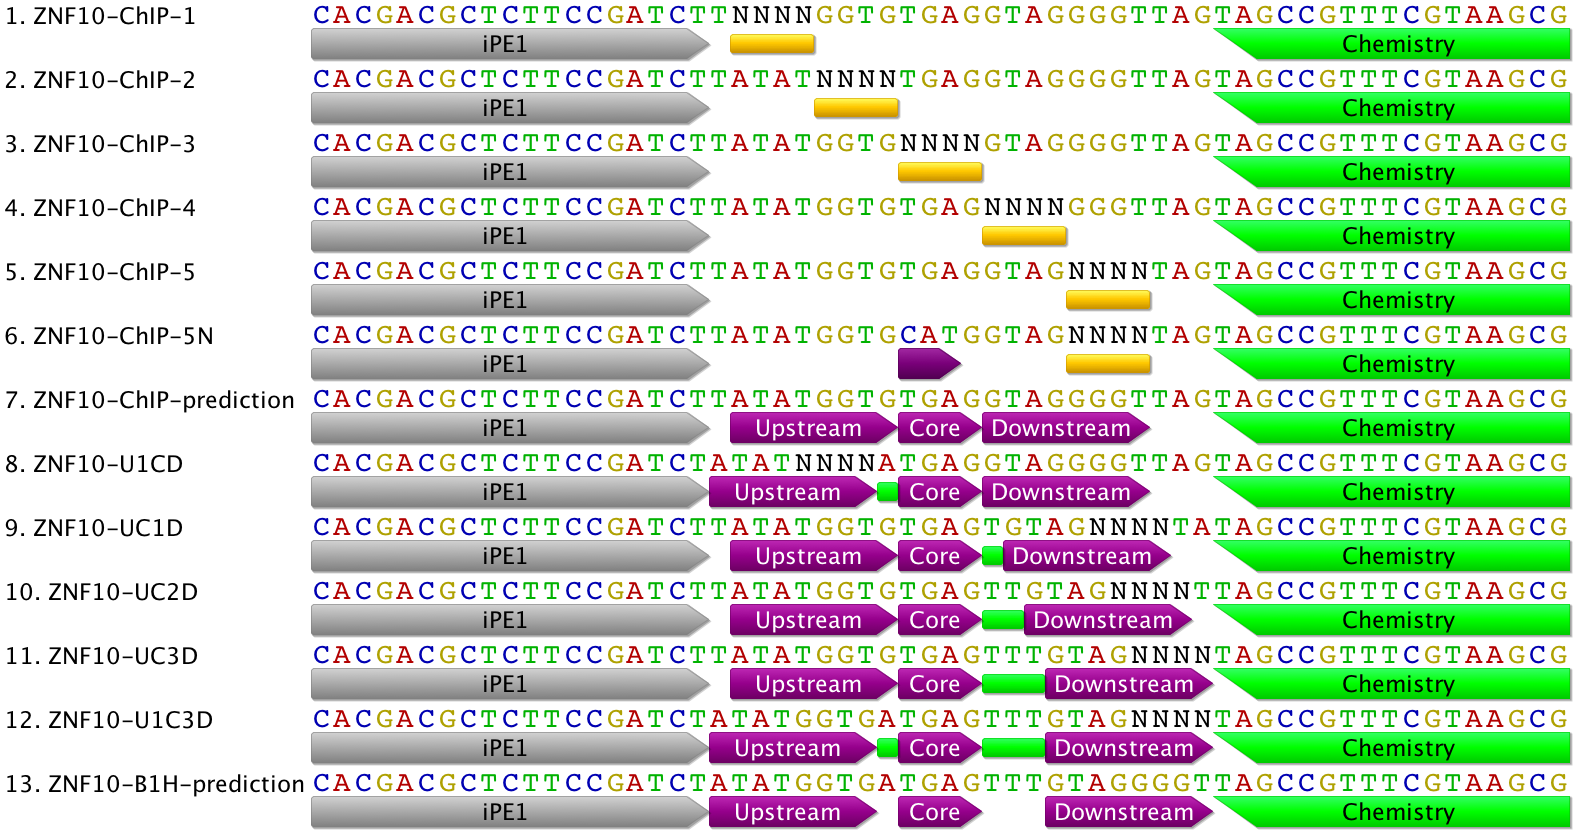 1. ZNF10-ChIP-1 CACGACGCTCTTCCGATCTTNNNNGGTGTGAGGTAGGGGTTAGTAGCCGTTTCGTAAGCG
iPE1 Chemistry
2. ZNF10-ChIP-2 CACGACGCTCTTCCGATCTTATATNNNNTGAGGTAGGGGTTAGTAGCCGTTTCGTAAGCG
iPE1 Chemistry
3. ZNF10-ChIP-3 CACGACGCTCTTCCGATCTTATATGGTGNNNNGTAGGGGTTAGTAGCCGTTTCGTAAGCG
iPE1 Chemistry
4. ZNF10-ChIP-4 CACGACGCTCTTCCGATCTTATATGGTGTGAGNNNNGGGTTAGTAGCCGTTTCGTAAGCG
iPE1 Chemistry
5. ZNF10-ChIP-5 CACGACGCTCTTCCGATCTTATATGGTGTGAGGTAGNNNNTAGTAGCCGTTTCGTAAGCG
iPE1 Chemistry
6. ZNF10-ChIP-5N CACGACGCTCTTCCGATCTTATATGGTGCATGGTAGNNNNTAGTAGCCGTTTCGTAAGCG
iPE1 Chemistry
7. ZNF10-ChIP-prediction CACGACGCTCTTCCGATCTTATATGGTGTGAGGTAGGGGTTAGTAGCCGTTTCGTAAGCG
iPE1 Upstream Core Downstream Chemistry
8. ZNF10-U1CD CACGACGCTCTTCCGATCTATATNNNNATGAGGTAGGGGTTAGTAGCCGTTTCGTAAGCG
iPE1 Upstream Core Downstream Chemistry
9. ZNF10-UC1D CACGACGCTCTTCCGATCTTATATGGTGTGAGTGTAGNNNNTATAGCCGTTTCGTAAGCG
iPE1 Upstream Core Downstream Chemistry
10. ZNF10-UC2D CACGACGCTCTTCCGATCTTATATGGTGTGAGTTGTAGNNNNTTAGCCGTTTCGTAAGCG
iPE1 Upstream Core Downstream Chemistry
11. ZNF10-UC3D CACGACGCTCTTCCGATCTTATATGGTGTGAGTTTGTAGNNNNTAGCCGTTTCGTAAGCG
iPE1 Upstream Core Downstream Chemistry
12. ZNF10-U1C3D CACGACGCTCTTCCGATCTATATGGTGATGAGTTTGTAGNNNNTAGCCGTTTCGTAAGCG
iPE1 Upstream Core Downstream Chemistry
13. ZNF10-B1H-prediction CACGACGCTCTTCCGATCTATATGGTGATGAGTTTGTAGGGGTTAGCCGTTTCGTAAGCG
iPE1 Upstream Core Downstream Chemistry